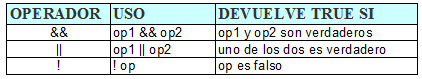 OPERADOR USO DEVUELVE TRUE SI
&& op1 && op2 op1 y op2 son verdaderos
|| op1 || op2 uno de los dos es verdadero
! ! op op es falso